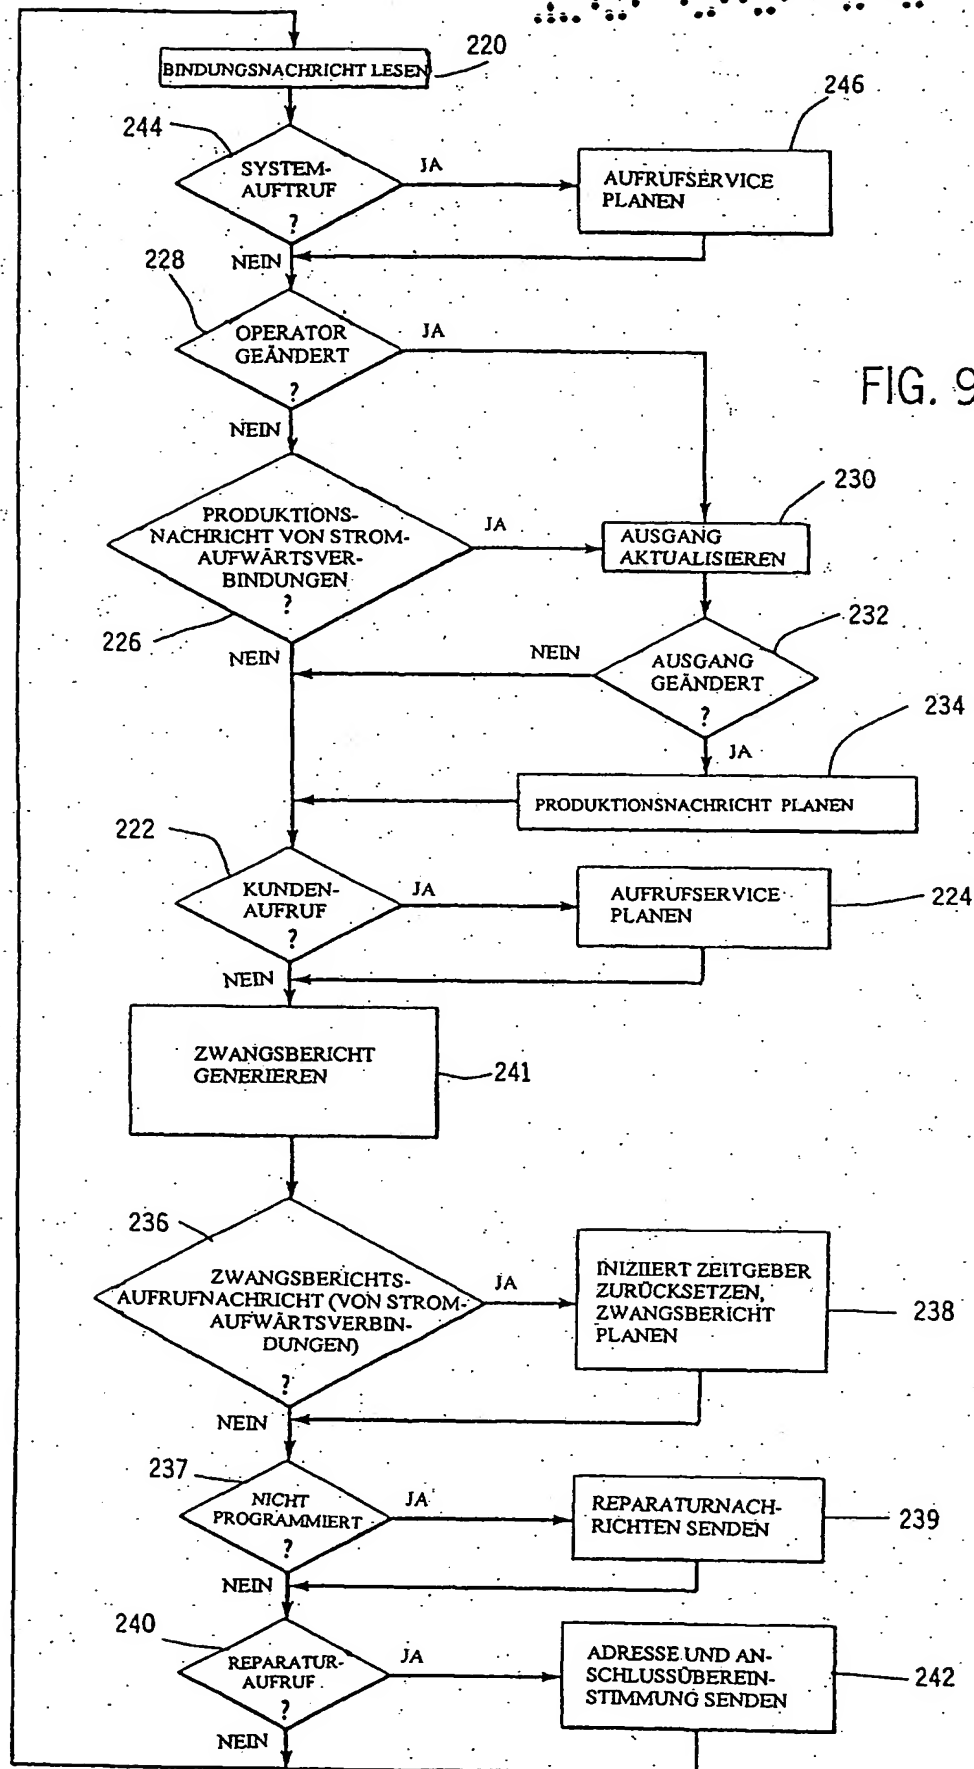 220
BINDUNGSNACHRICHT LESEN
244
246
SYSTEM-
AUFTRUF
?
JA
AUFRUFSERVICE
PLANEN
NEIN
228
OPERATOR
GEÄNDERT
?
JA
FIG. 9
NEIN
230
PRODUKTIONS-
NACHRICHT VON STROM-
AUFWÄRTSVER-
BINDUNGEN
?
JA
AUSGANG
AKTUALISIEREN
226
232
NEIN
NEIN
AUSGANG
GEÄNDERT
?
234
JA
PRODUKTIONSNACHRICHT PLANEN
222
KUNDEN-
AUFRUF
?
JA
AUFRUFSERVICE
PLANEN
224
NEIN
ZWANGSBERICHT
GENERIEREN
241
236
ZWANGSBERICHTS-
AUFRUFNACHRICHT (VON STROM-
AUFWÄRTSVERBIN-
DUNGEN)
?
JA
INIZIIERT ZEITGEBER
ZURÜCKSETZEN,
ZWANGSBERICHT
PLANEN
238
NEIN
237
NICHT
PROGRAMMIERT
?
JA
REPARATURNACH-
RICHTEN SENDEN
239
NEIN
240
REPARATUR-
AUFRUF
?
JA
ADRESSE UND AN-
SCHLUSSÜBEREIN-
STIMMUNG SENDEN
242
NEIN